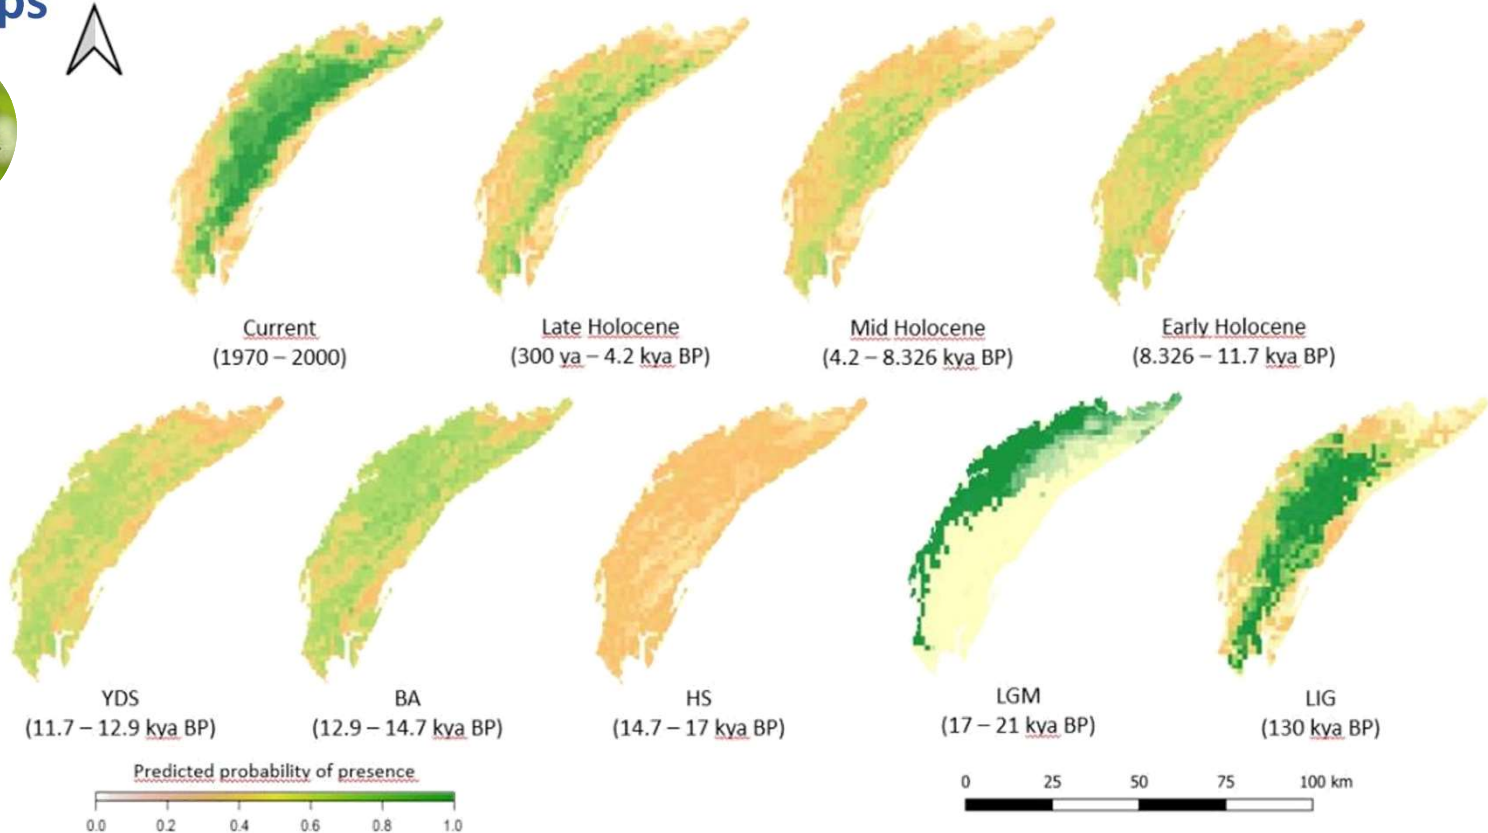 ps
Current
(1970 – 2000)
Late Holocene
(300 ya – 4.2 kya BP)
Mid Holocene
(4.2 – 8.326 kya BP)
Early Holocene
(8.326 – 11.7 kya BP)
YDS
(11.7 – 12.9 kya BP)
BA
(12.9 – 14.7 kya BP)
HS
(14.7 – 17 kya BP)
LGM
(17 – 21 kya BP)
LIG
(130 kya BP)
Predicted probability of presence
0.0 0.2 0.4 0.6 0.8 1.0
0 25 50 75 100 km